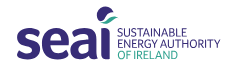 seai
SUSTAINABLE
ENERGY AUTHORITY
OF IRELAND